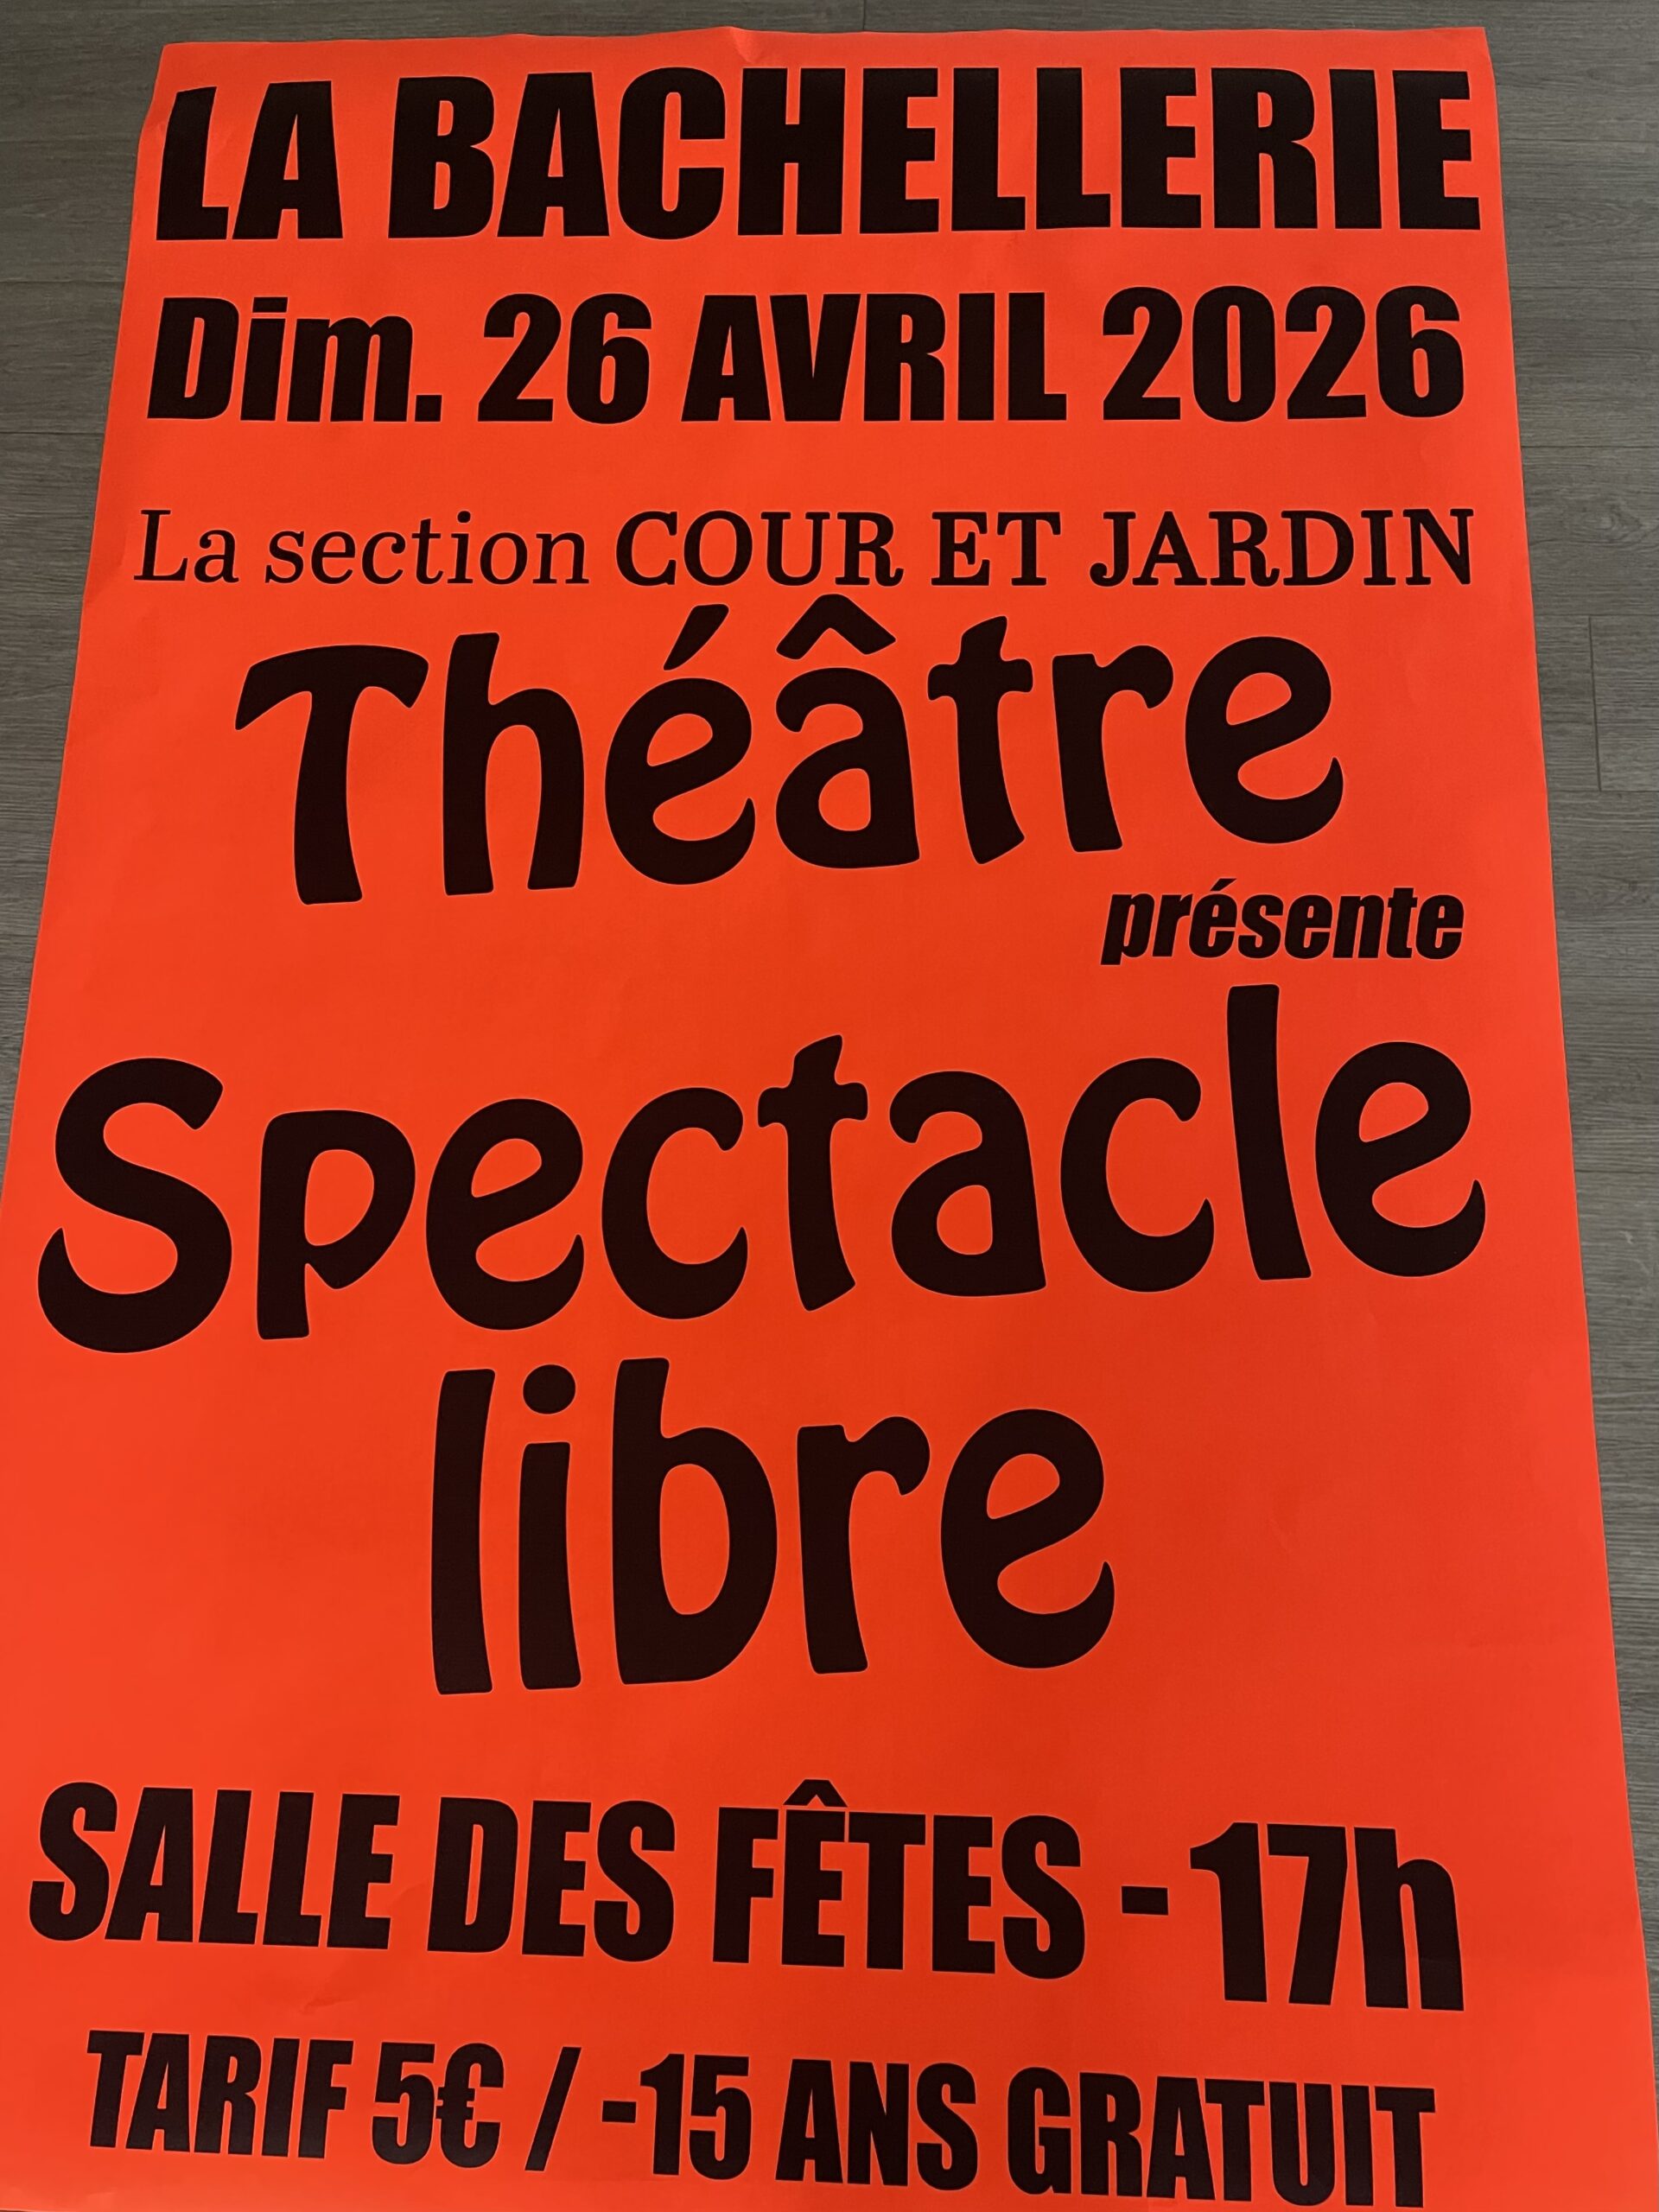 LA BACHELLERIE
Dim. 26 AVRIL 2026
La section COUR ET JARDIN
Théâtre
présente
Spectacle
libre
SALLE DES FÊTES - 17h
TARIF 5€ / -15 ANS GRATUIT